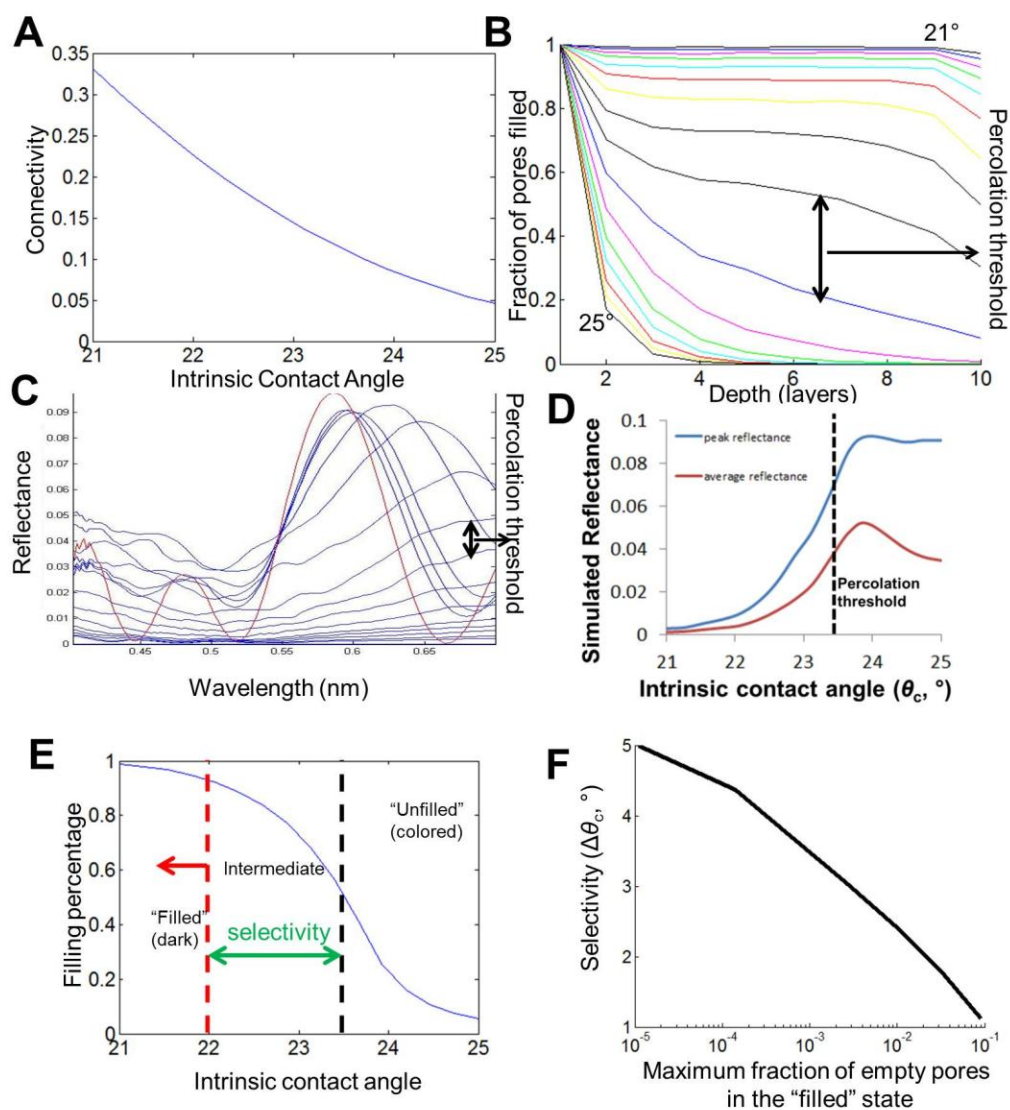 A
Connectivity
0.35
0.3
0.25
0.2
0.15
0.1
0.05
0
21
22
23
24
25
Intrinsic Contact Angle
B
Fraction of pores filled
1
0.8
0.6
0.4
0.2
0
21°
25°
2
4
6
8
10
Depth (layers)
Percolation threshold
C
Reflectance
0.09
0.08
0.07
0.06
0.05
0.04
0.03
0.02
0.01
0
0.45
0.5
0.55
0.6
0.65
Wavelength (nm)
Percolation threshold
D
Simulated Reflectance
0.1
0.08
0.06
0.04
0.02
0
peak reflectance
average reflectance
Percolation
threshold
21
22
23
24
25
Intrinsic contact angle (θc, °)
E
Filling percentage
1
0.8
0.6
0.4
0.2
0
"Unfilled"
(colored)
Intermediate
"Filled"
(dark)
selectivity
21
22
23
24
25
Intrinsic contact angle
F
Selectivity (Δθc, °)
5
4
3
2
1
10-5
10-4
10-3
10-2
10-1
Maximum fraction of empty pores
in the "filled" state